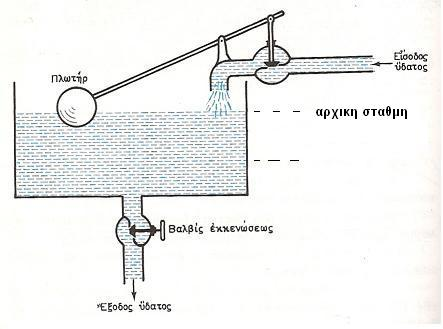 Πλωτήρ
Εἴσοδος
ὕδατος
αρχικη σταθμη
Βαλβὶς ἐκκενώσεως
Ἔξοδος ὕδατος